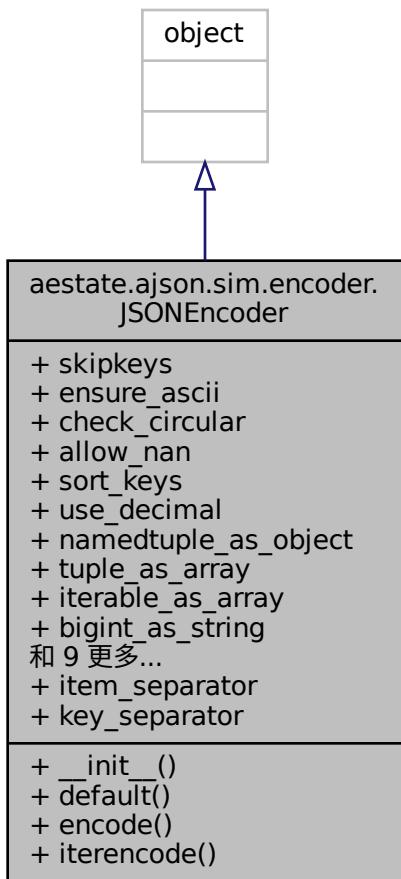 object
aestate.ajson.sim.encoder.
JSONEncoder
+ skipkeys
+ ensure_ascii
+ check_circular
+ allow_nan
+ sort_keys
+ use_decimal
+ namedtuple_as_object
+ tuple_as_array
+ iterable_as_array
+ bigint_as_string
和 9 更多...
+ item_separator
+ key_separator
+ __init__()
+ default()
+ encode()
+ iterencode()